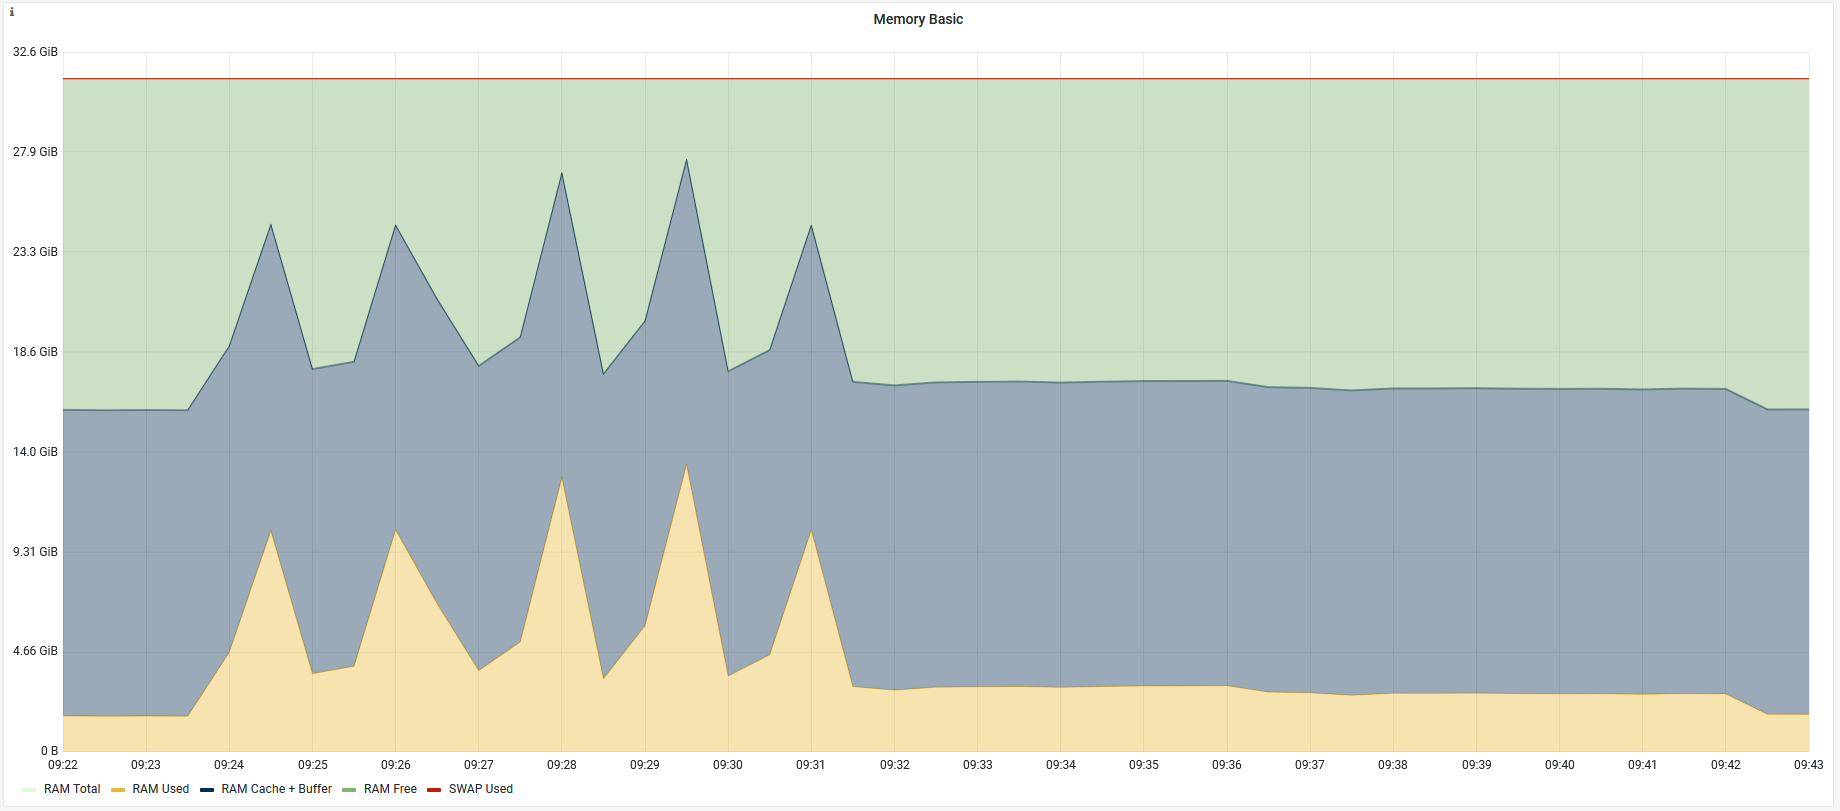 i
Memory Basic
32.6 GiB
27.9 GiB
23.3 GiB
18.6 GiB
14.0 GiB
9.31 GiB
4.66 GiB
0 B
09:22 09:23 09:24 09:25 09:26 09:27 09:28 09:29 09:30 09:31 09:32 09:33 09:34 09:35 09:36 09:37 09:38 09:39 09:40 09:41 09:42 09:43
RAM Total RAM Used RAM Cache + Buffer RAM Free SWAP Used